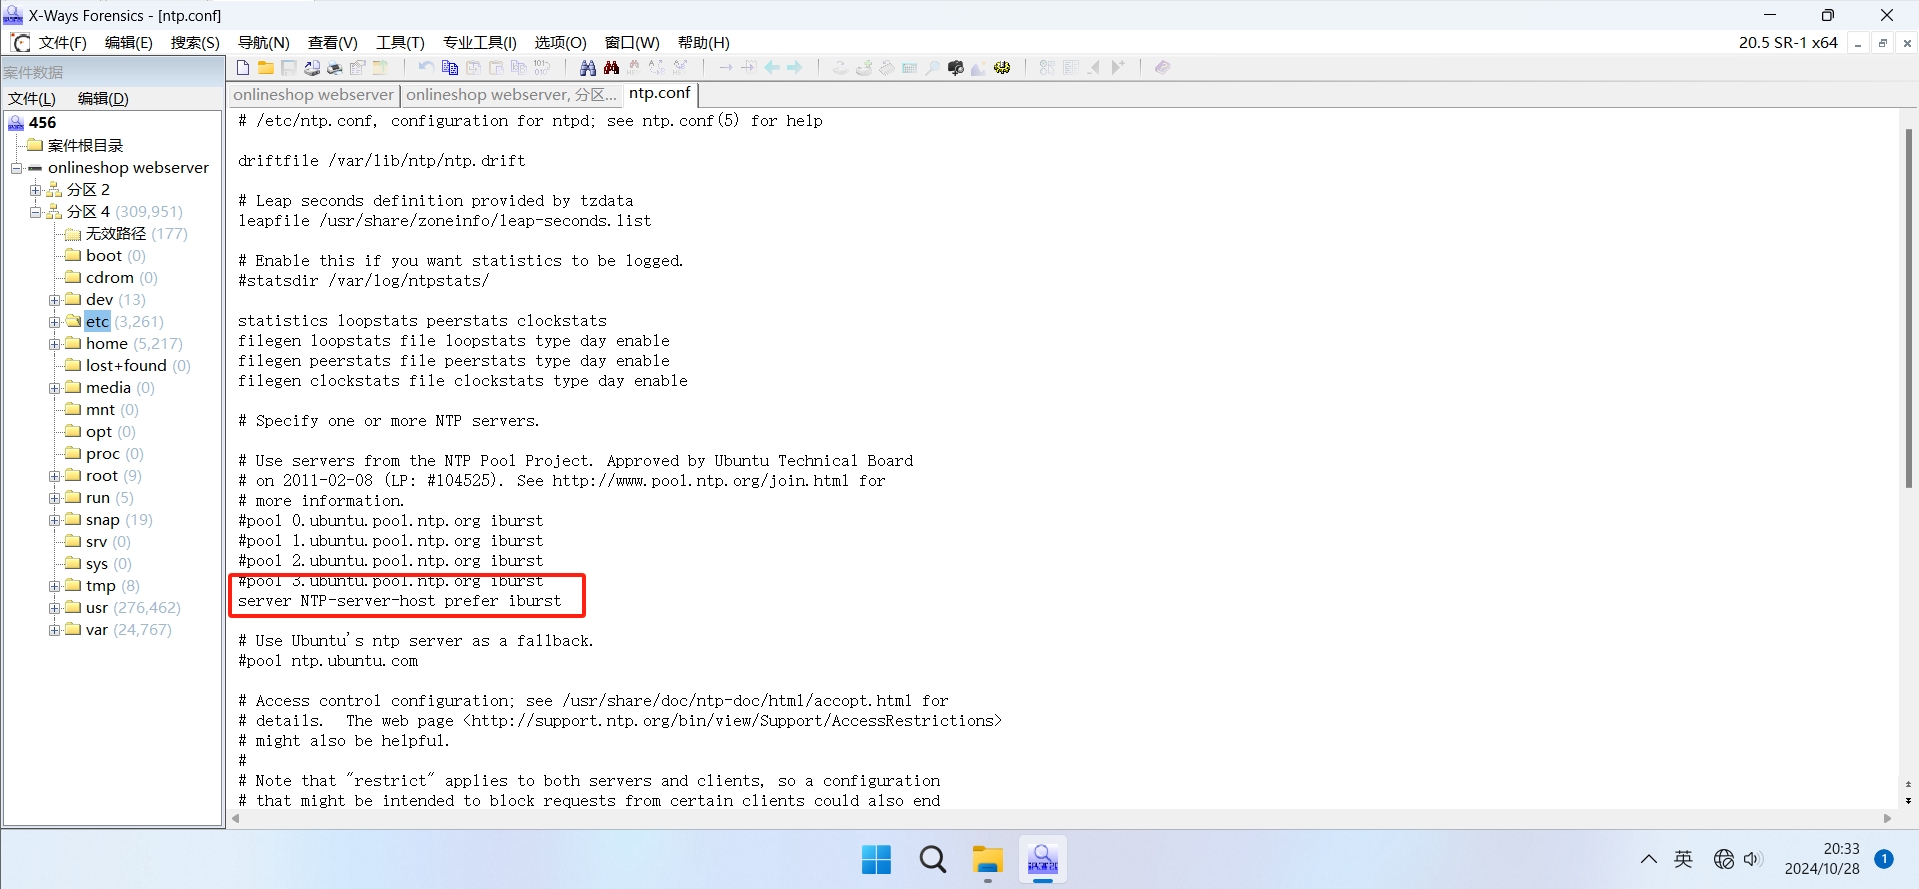 X-Ways Forensics - [ntp.conf]
文件(F) 编辑(E) 搜索(S) 导航(N) 查看(V) 工具(T) 专业工具(I) 选项(O) 窗口(W) 帮助(H) 20.5 SR-1 x64
案件数据
文件(L) 编辑(D)
456
案件根目录
onlineshop webserver
分区 2
分区 4 (309,951)
无效路径 (177)
boot (0)
cdrom (0)
dev (13)
etc (3,261)
home (5,217)
lost+found (0)
media (0)
mnt (0)
opt (0)
proc (0)
root (9)
run (5)
snap (19)
srv (0)
sys (0)
tmp (8)
usr (276,462)
var (24,767)
onlineshop webserver onlineshop webserver, 分区... ntp.conf
# /etc/ntp.conf, configuration for ntpd; see ntp.conf(5) for help
driftfile /var/lib/ntp/ntp.drift
# Leap seconds definition provided by tzdata
leapfile /usr/share/zoneinfo/leap-seconds.list
# Enable this if you want statistics to be logged.
#statsdir /var/log/ntpstats/
statistics loopstats peerstats clockstats
filegen loopstats file loopstats type day enable
filegen peerstats file peerstats type day enable
filegen clockstats file clockstats type day enable
# Specify one or more NTP servers.
# Use servers from the NTP Pool Project. Approved by Ubuntu Technical Board
# on 2011-02-08 (LP: #104525). See http://www.pool.ntp.org/join.html for
# more information.
#pool 0.ubuntu.pool.ntp.org iburst
#pool 1.ubuntu.pool.ntp.org iburst
#pool 2.ubuntu.pool.ntp.org iburst
#pool 3.ubuntu.pool.ntp.org iburst
server NTP-server-host prefer iburst
# Use Ubuntu's ntp server as a fallback.
#pool ntp.ubuntu.com
# Access control configuration; see /usr/share/doc/ntp-doc/html/accopt.html for
# details.  The web page <http://support.ntp.org/bin/view/Support/AccessRestrictions>
# might also be helpful.
#
# Note that "restrict" applies to both servers and clients, so a configuration
# that might be intended to block requests from certain clients could also end
英
20:33
2024/10/28
1